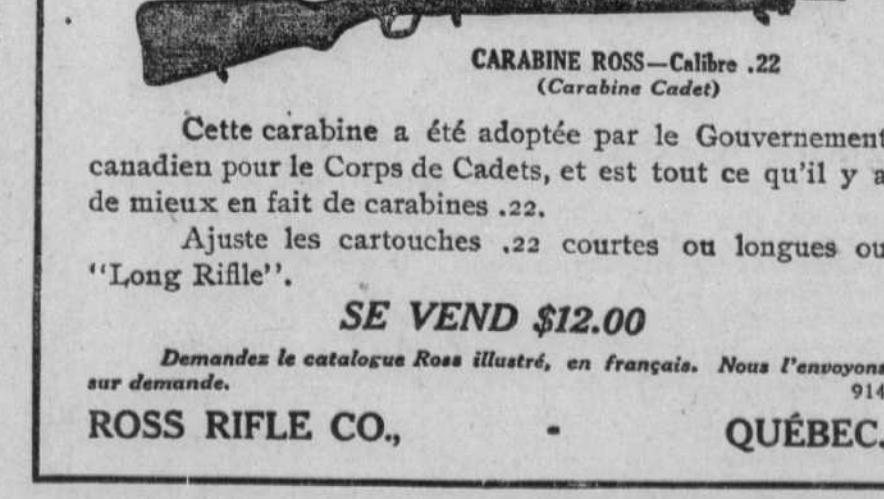 CARABINE ROSS—Calibre .22
(Carabine Cadet)
Cette carabine a été adoptée par le Gouvernement
canadien pour le Corps de Cadets, et est tout ce qu'il y a
de mieux en fait de carabines .22.
Ajuste les cartouches .22 courtes ou longues ou
"Long Riflle".
SE VEND $12.00
Demandez le catalogue Ross illustré, en français. Nous l'envoyons
sur demande.
914
ROSS RIFLE CO., - QUÉBEC.